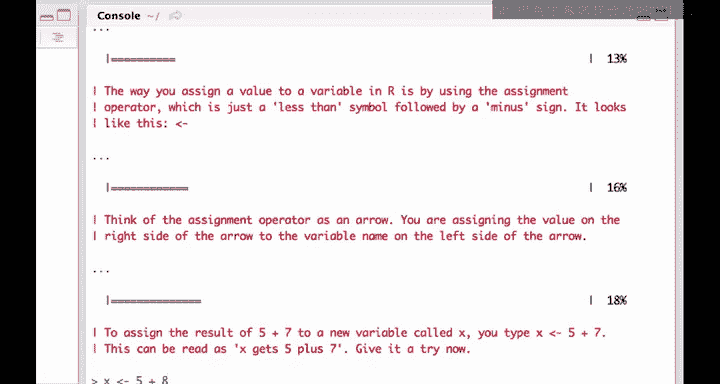 Console ~/
...
|========== | 13%
| The way you assign a value to a variable in R is by using the assignment
| operator, which is just a 'less than' symbol followed by a 'minus' sign. It looks
| like this: <-
...
|============ | 16%
| Think of the assignment operator as an arrow. You are assigning the value on the
| right side of the arrow to the variable name on the left side of the arrow.
...
|============== | 18%
| To assign the result of 5 + 7 to a new variable called x, you type x <- 5 + 7.
| This can be read as 'x gets 5 plus 7'. Give it a try now.
> x <- 5 + 8